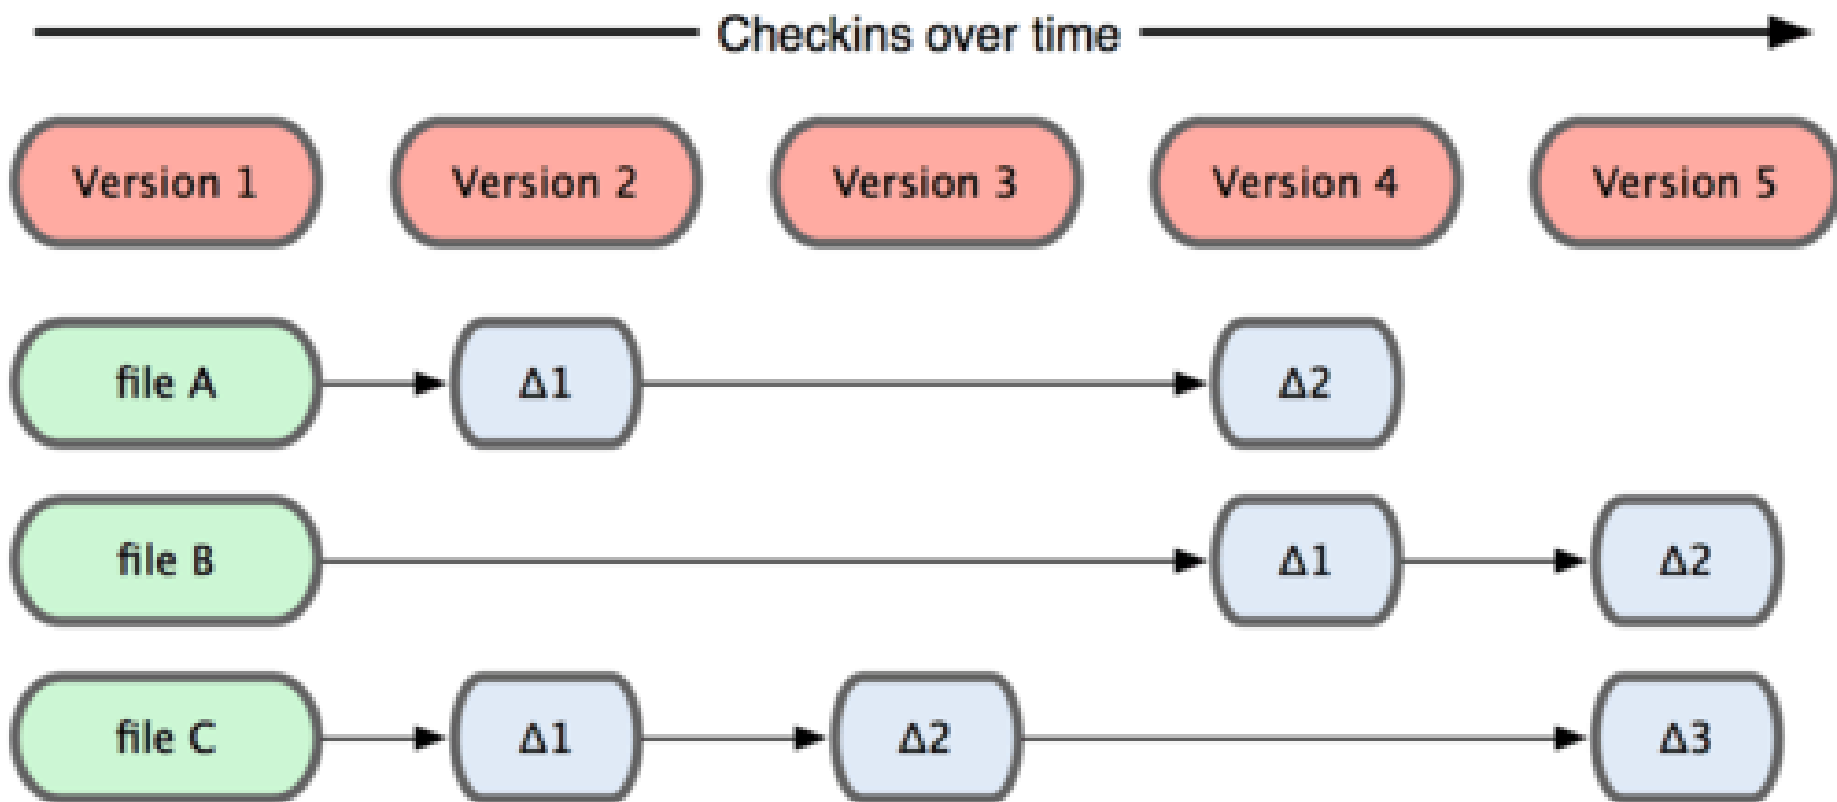 Checkins over time
Version 1 Version 2 Version 3 Version 4 Version 5
file A Δ1 Δ2
file B Δ1 Δ2
file C Δ1 Δ2 Δ3